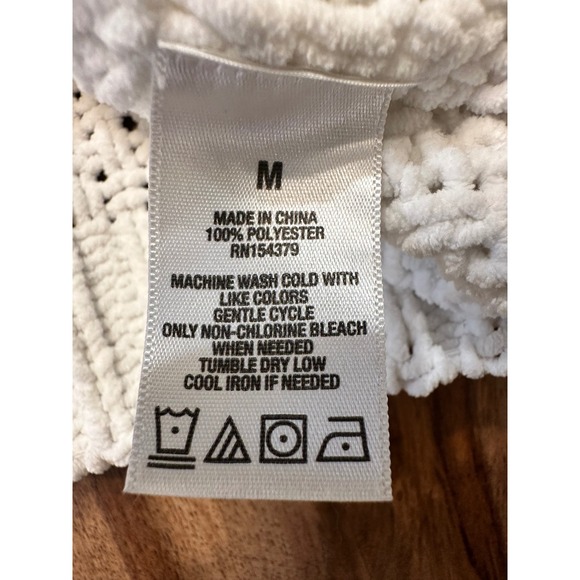 M
MADE IN CHINA
100% POLYESTER
RN154379
MACHINE WASH COLD WITH
LIKE COLORS
GENTLE CYCLE
ONLY NON-CHLORINE BLEACH
WHEN NEEDED
TUMBLE DRY LOW
COOL IRON IF NEEDED